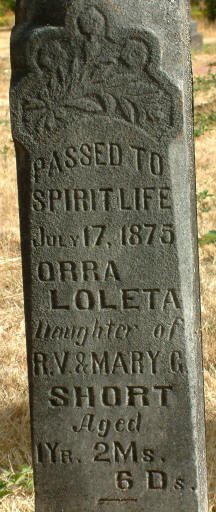 PASSED TO
SPIRIT LIFE
JULY 17, 1875
ORRA
LOLETA
Daughter of
R.V. & MARY C.
SHORT
Aged
1 YR. 2 MS.
6 DS.